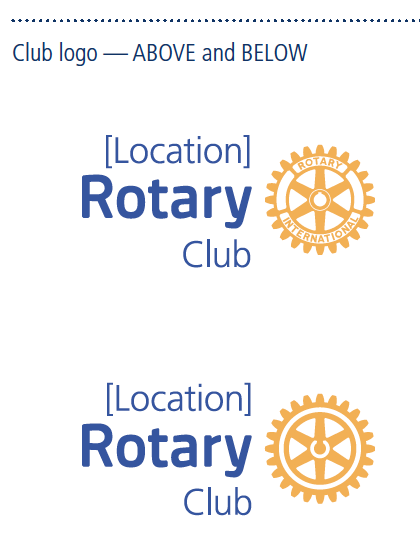 Club logo — ABOVE and BELOW
[Location]
Rotary
Club
ROTARY
INTERNATIONAL
[Location]
Rotary
Club